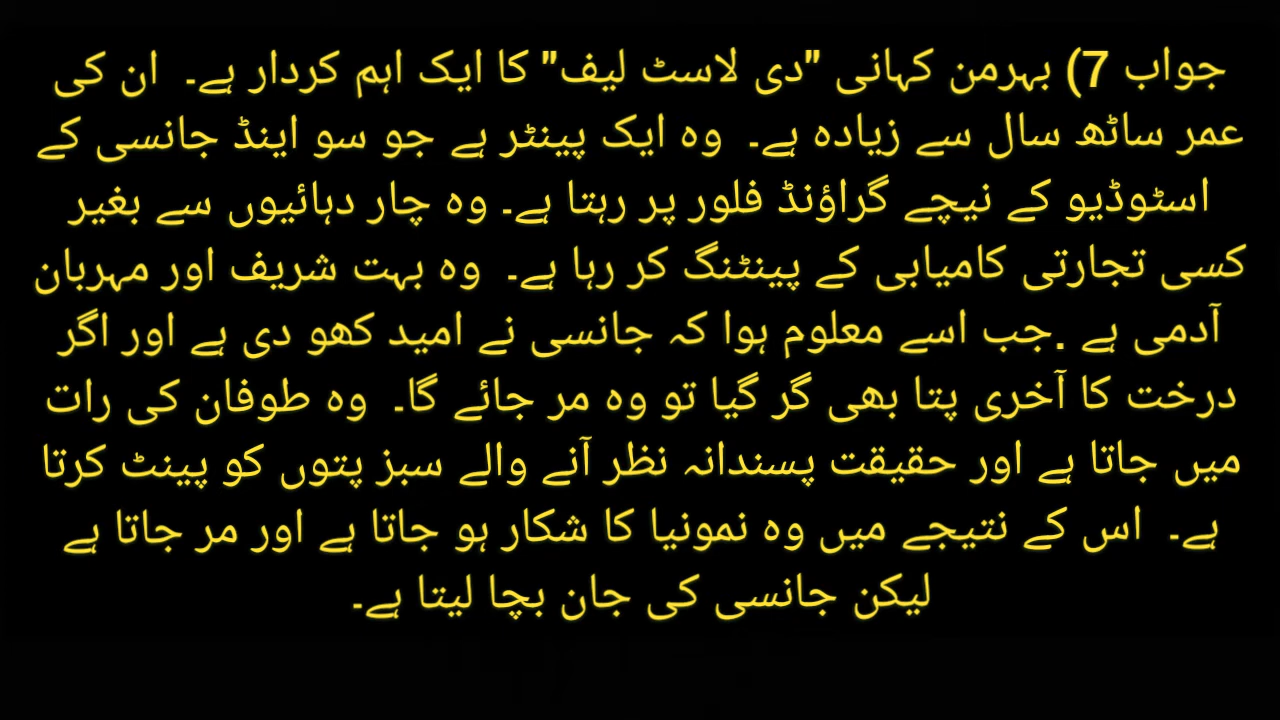 جواب 7) بہرمن کہانی "دی لاسٹ لیف" کا ایک اہم کردار ہے۔ ان کی
عمر ساٹھ سال سے زیادہ ہے۔ وہ ایک پینٹر ہے جو سو اینڈ جانسی کے
اسٹوڈیو کے نیچے گراؤنڈ فلور پر رہتا ہے۔ وہ چار دہائیوں سے بغیر
کسی تجارتی کامیابی کے پینٹنگ کر رہا ہے۔ وہ بہت شریف اور مہربان
آدمی ہے .جب اسے معلوم ہوا کہ جانسی نے امید کھو دی ہے اور اگر
درخت کا آخری پتا بھی گر گیا تو وہ مر جائے گا۔ وہ طوفان کی رات
میں جاتا ہے اور حقیقت پسندانہ نظر آنے والے سبز پتوں کو پینٹ کرتا
ہے۔ اس کے نتیجے میں وہ نمونیا کا شکار ہو جاتا ہے اور مر جاتا ہے
لیکن جانسی کی جان بچا لیتا ہے۔